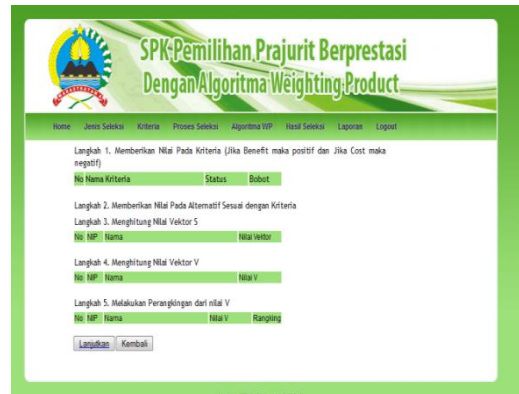 SPK Pemilihan Prajurit Berprestasi
Dengan Algoritma Weighting Product
Home Jenis Seleksi Kriteria Proses Seleksi Algoritma WP Hasil Seleksi Laporan Logout
Langkah 1. Memberikan Nilai Pada Kriteria (Jika Benefit maka positif dan Jika Cost maka
negatif)
No Nama Kriteria Status Bobot
Langkah 2. Memberikan Nilai Pada Alternatif Sesuai dengan Kriteria
Langkah 3. Menghitung Nilai Vektor S
No NIP Nama Nilai Vektor
Langkah 4. Menghitung Nilai Vektor V
No NIP Nama Nilai V
Langkah 5. Melakukan Perangkingan dari nilai V
No NIP Nama Nilai V Rangking
Lanjutkan Kembali